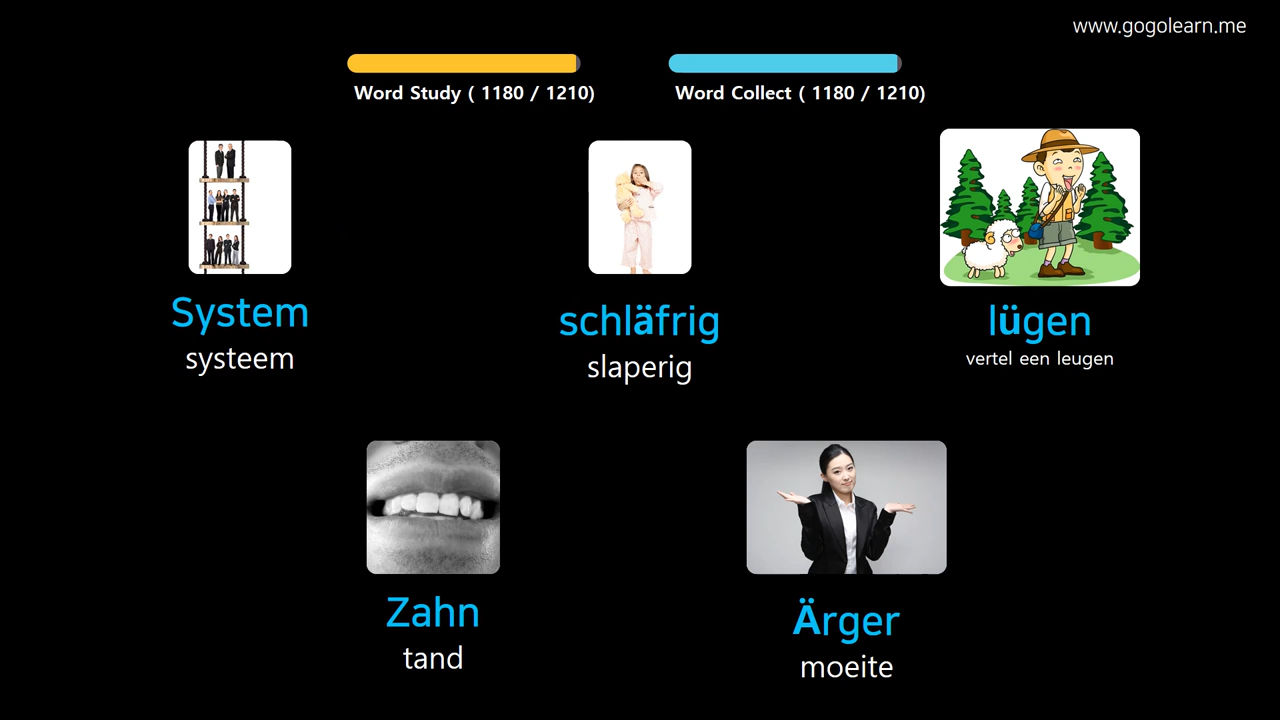 www.gogolearn.me
Word Study ( 1180 / 1210)
Word Collect ( 1180 / 1210)
System
systeem
schläfrig
slaperig
lügen
vertel een leugen
Zahn
tand
Ärger
moeite